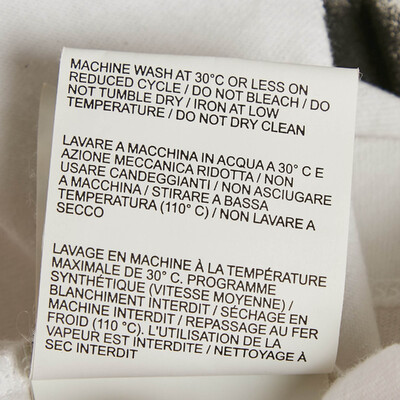 MACHINE WASH AT 30°C OR LESS ON
REDUCED CYCLE / DO NOT BLEACH / DO
NOT TUMBLE DRY / IRON AT LOW
TEMPERATURE / DO NOT DRY CLEAN
LAVARE A MACCHINA IN ACQUA A 30° C E
AZIONE MECCANICA RIDOTTA / NON
USARE CANDEGGIANTI / NON ASCIUGARE
A MACCHINA / STIRARE A BASSA
TEMPERATURA (110° C) / NON LAVARE A
SECCO
LAVAGE EN MACHINE À LA TEMPÉRATURE
MAXIMALE DE 30° C. PROGRAMME
SYNTHÉTIQUE (VITESSE MOYENNE) /
BLANCHIMENT INTERDIT / SÉCHAGE EN
MACHINE INTERDIT / REPASSAGE AU FER
FROID (110 °C). L'UTILISATION DE LA
VAPEUR EST INTERDITE / NETTOYAGE À
SEC INTERDIT